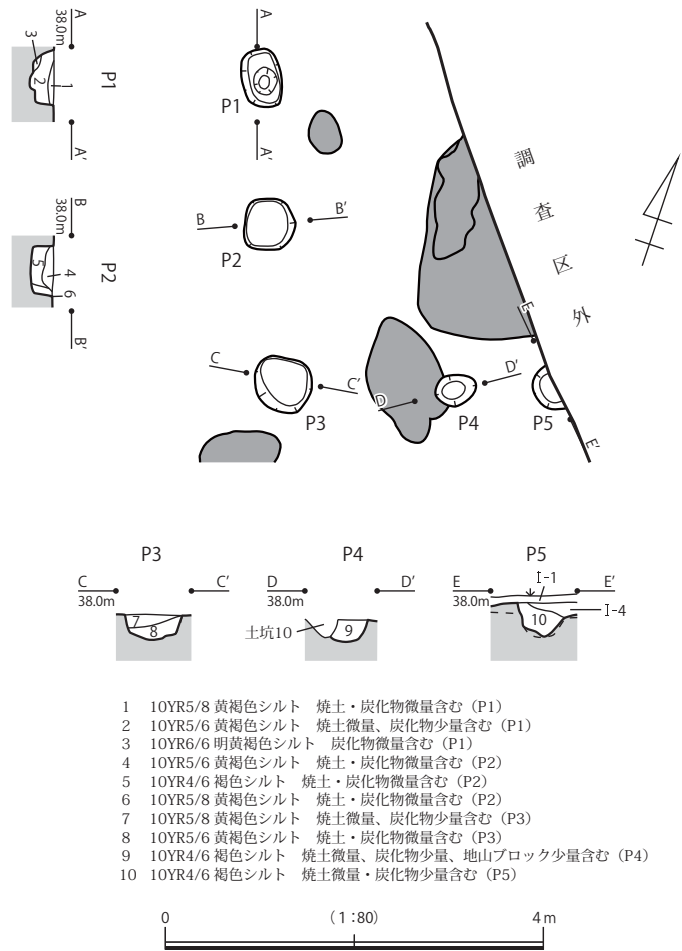 A
38.0m
3
2
1
P1
A′
B
38.0m
5
4
6
P2
B′
A
P1
A′
B
B′
P2
C
C′
P3
D
D′
P4
E
P5
E′
調査区外
P3
C
C′
38.0m
7
8
P4
D
D′
38.0m
土坑10
9
P5
E
E′
38.0m
I-1
I-4
10
1 10YR5/8 黄褐色シルト 焼土・炭化物微量含む（P1）
2 10YR5/6 黄褐色シルト 焼土微量、炭化物少量含む（P1）
3 10YR6/6 明黄褐色シルト 炭化物微量含む（P1）
4 10YR5/6 黄褐色シルト 焼土・炭化物微量含む（P2）
5 10YR4/6 褐色シルト 焼土・炭化物微量含む（P2）
6 10YR5/8 黄褐色シルト 焼土・炭化物微量含む（P2）
7 10YR5/8 黄褐色シルト 焼土微量、炭化物少量含む（P3）
8 10YR5/6 黄褐色シルト 焼土・炭化物微量含む（P3）
9 10YR4/6 褐色シルト 焼土微量、炭化物少量、地山ブロック少量含む（P4）
10 10YR4/6 褐色シルト 焼土微量・炭化物少量含む（P5）
0 （1:80） 4m